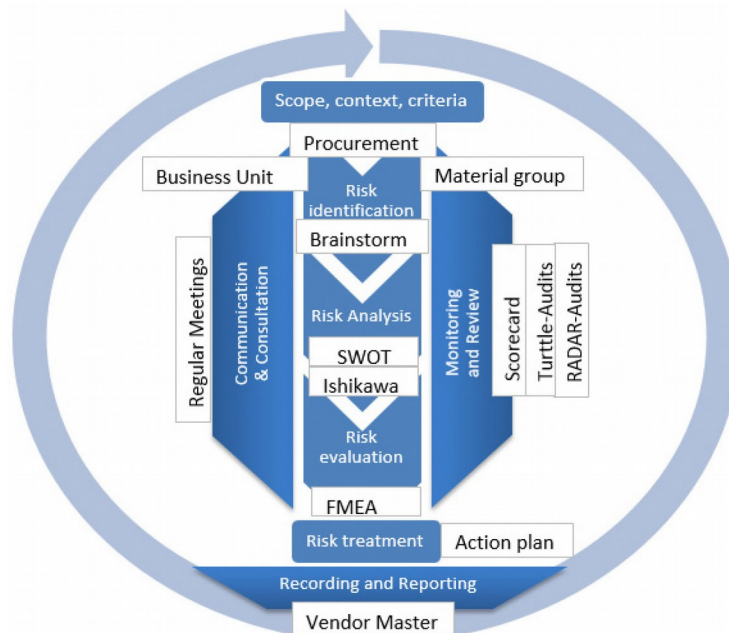 Scope, context, criteria
Procurement
Business Unit
Material group
Risk
identification
Brainstorm
Regular Meetings
Communication
& Consultation
Risk Analysis
Monitoring
and Review
Scorecard
Turttle-Audits
RADAR-Audits
SWOT
Ishikawa
Risk
evaluation
FMEA
Risk treatment
Action plan
Recording and Reporting
Vendor Master